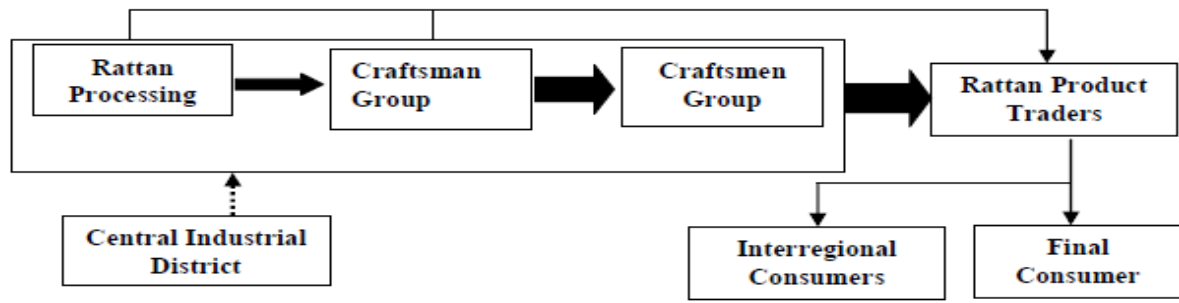 Rattan
Processing
Craftsman
Group
Craftsmen
Group
Rattan Product
Traders
Central Industrial
District
Interregional
Consumers
Final
Consumer